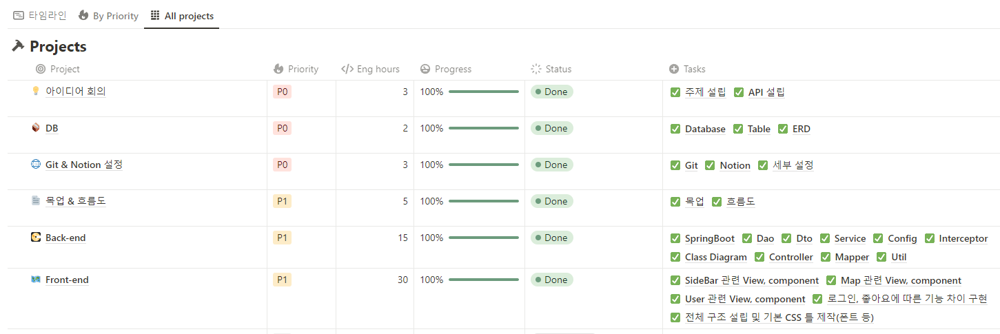 타임라인 By Priority All projects
Projects
Project Priority Eng hours Progress Status Tasks
아이디어 회의 P0 3 100% Done 주제 설립 API 설립
DB P0 2 100% Done Database Table ERD
Git & Notion 설정 P0 3 100% Done Git Notion 세부 설정
목업 & 흐름도 P1 5 100% Done 목업 흐름도
Back-end P1 15 100% Done SpringBoot Dao Dto Service Config Interceptor
Class Diagram Controller Mapper Util
Front-end P1 30 100% Done SideBar 관련 View, component Map 관련 View, component
User 관련 View, component 로그인, 좋아요에 따른 기능 차이 구현
전체 구조 설립 및 기본 CSS 틀 제작(폰트 등)